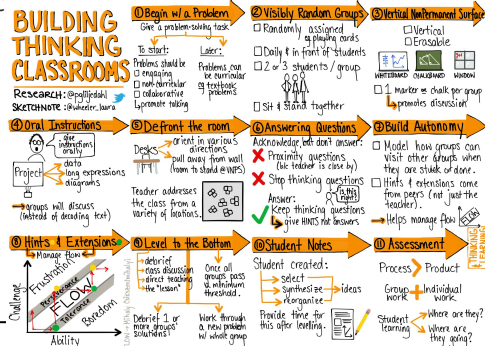 BUILDING
THINKING
CLASSROOMS
RESEARCH: @pgliljedahl
SKETCHNOTE: @wheeler_laura
① Begin w/ a Problem
Give a problem-solving task
To start:
Problems should be
engaging
non-curricular
collaborative
promote talking
Later:
Problems can
be curricular
or textbook
problems
② Visibly Random Groups
Randomly assigned
eg playing cards
Daily & in front of students
2 or 3 students / group
Sit & stand together
③ Vertical NonPermanent Surfaces
Vertical
Erasable
WHITEBOARD
CHALKBOARD
WINDOW
1 marker or chalk per group
promotes discussion
④ Oral Instructions
give
instructions
orally
Project
data
long expressions
diagrams
groups will discuss
(instead of decoding text)
⑤ Defront the room
Desks
orient in various
directions
pull away from wall
(room to stand @VNPS)
Teacher addresses
the class from a
variety of locations.
⑥ Answering Questions
Acknowledge, but don't answer:
Proximity questions
(b/c teacher is close by)
Stop thinking questions
Is this
right?
Answer:
Keep thinking questions
give HINTS not answers
⑦ Build Autonomy
Model how groups can
visit other groups when
they are stuck or done.
Hints & extensions come
from peers (not just the
teacher).
Helps manage flow
FLOW
⑧ Hints & Extensions
Manage flow
Challenge
Frustration
Perseverance
FLOW
Tolerance
Boredom
Ability
⑨ Level to the Bottom
debrief
class discussion
direct teaching
the "lesson"
Once all
groups pass
a minimum
threshold.
Debrief 1 or
more groups'
solutions
Work through
a new problem
w/ whole group
⑩ Student Notes
Student created:
select
synthesize
reorganize
ideas
Provide time for
this after leveling.
⑪ Assessment
Process > Product
Group
work
+
Individual
work
Student
learning
Where are they?
Where are
they going?